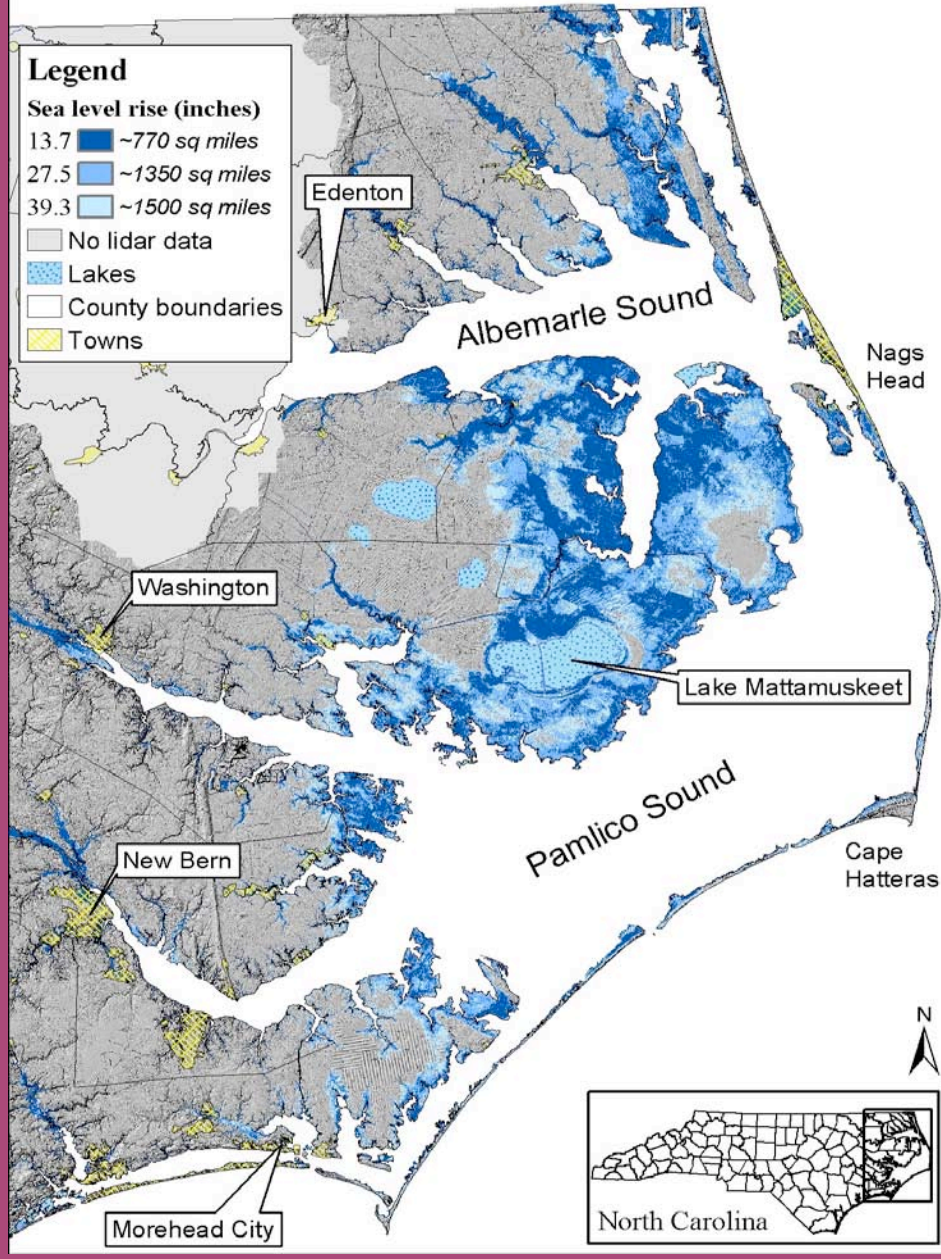 Legend
Sea level rise (inches)
13.7 ~770 sq miles
27.5 ~1350 sq miles
39.3 ~1500 sq miles
No lidar data
Lakes
County boundaries
Towns
Edenton
Albemarle Sound
Nags
Head
Washington
Lake Mattamuskeet
Pamlico Sound
New Bern
Cape
Hatteras
N
Morehead City
North Carolina